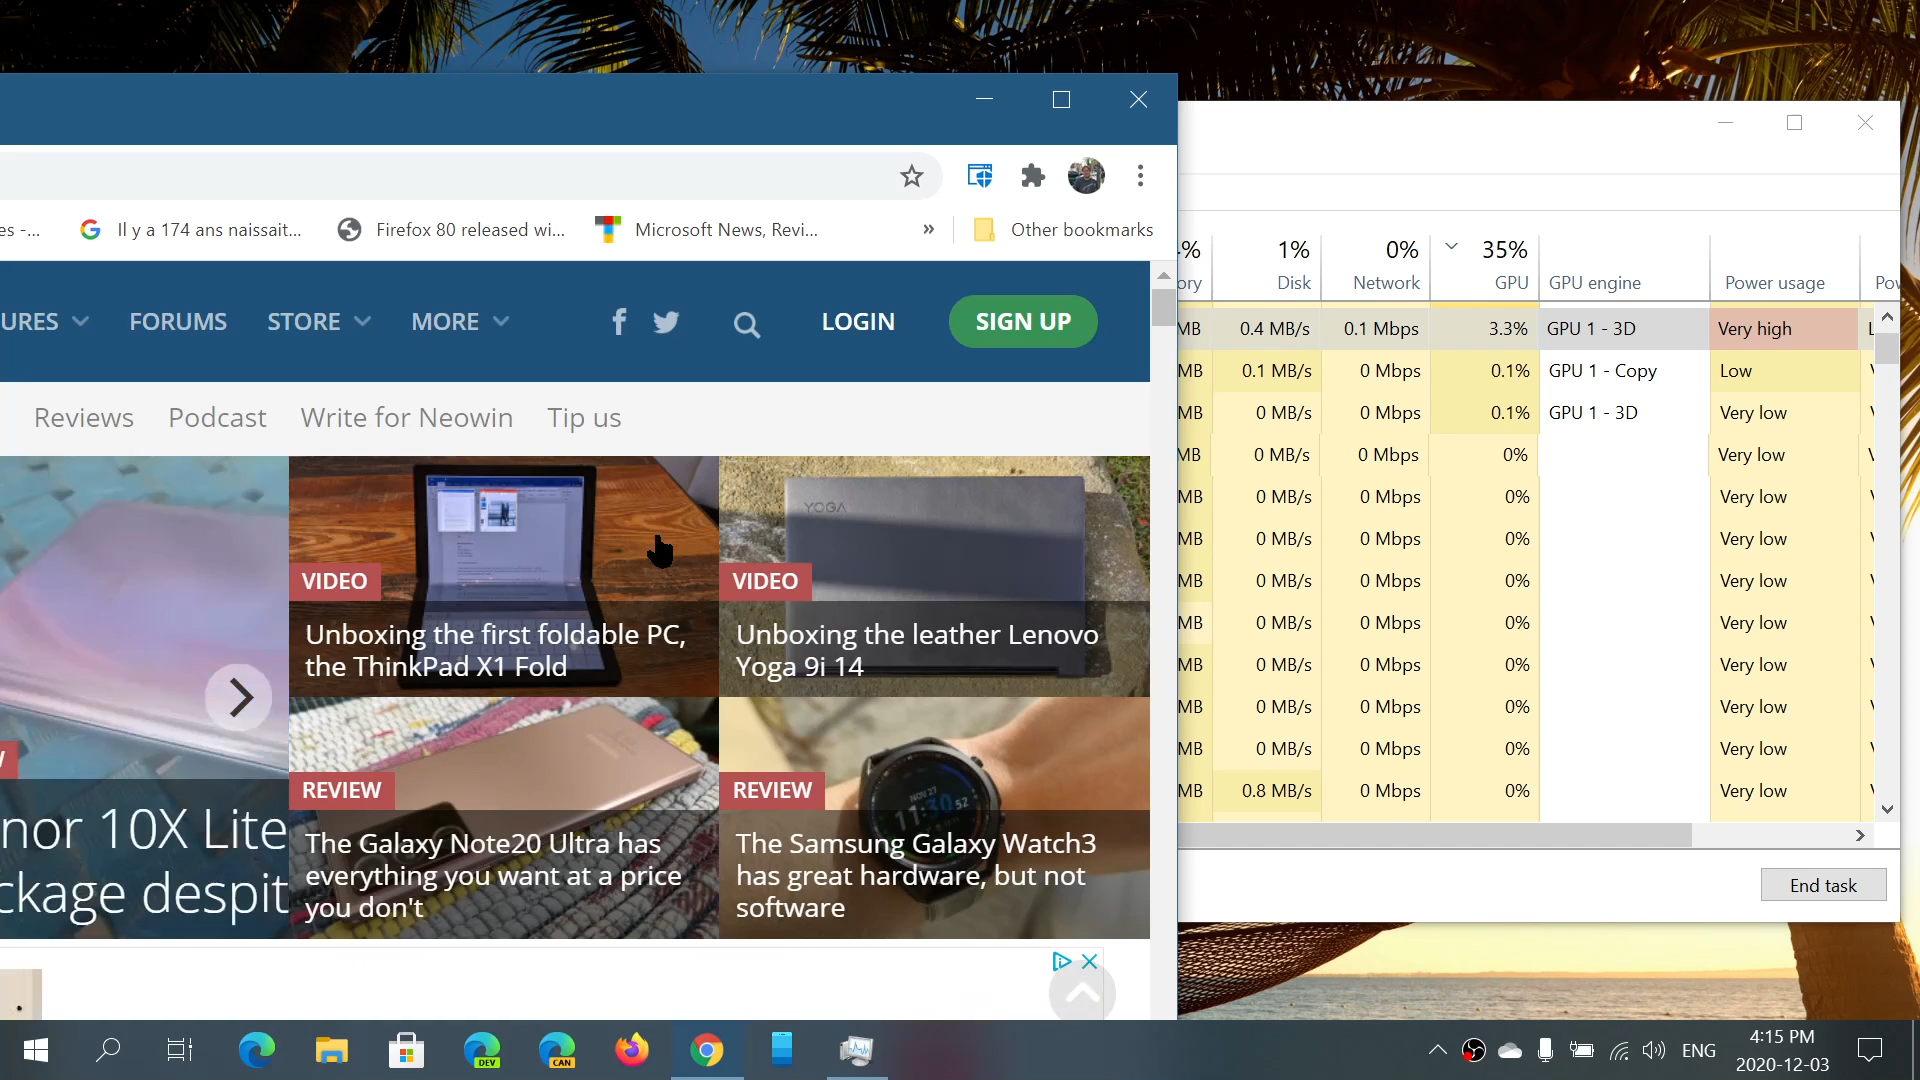 es -...
Il y a 174 ans naissait...
Firefox 80 released wi...
Microsoft News, Revi...
»
Other bookmarks
URES
FORUMS
STORE
MORE
LOGIN
SIGN UP
Reviews
Podcast
Write for Neowin
Tip us
YOGA
VIDEO
Unboxing the first foldable PC,
the ThinkPad X1 Fold
VIDEO
Unboxing the leather Lenovo
Yoga 9i 14
nor 10X Lite
ckage despit
REVIEW
The Galaxy Note20 Ultra has
everything you want at a price
you don't
NOV 27
11:30 52
REVIEW
The Samsung Galaxy Watch3
has great hardware, but not
software
% 1% 0% 35%
ory Disk Network GPU GPU engine Power usage Pow
MB 0.4 MB/s 0.1 Mbps 3.3% GPU 1 - 3D Very high
MB 0.1 MB/s 0 Mbps 0.1% GPU 1 - Copy Low
MB 0 MB/s 0 Mbps 0.1% GPU 1 - 3D Very low
MB 0 MB/s 0 Mbps 0% Very low
MB 0 MB/s 0 Mbps 0% Very low
MB 0 MB/s 0 Mbps 0% Very low
MB 0 MB/s 0 Mbps 0% Very low
MB 0 MB/s 0 Mbps 0% Very low
MB 0 MB/s 0 Mbps 0% Very low
MB 0 MB/s 0 Mbps 0% Very low
MB 0 MB/s 0 Mbps 0% Very low
MB 0.8 MB/s 0 Mbps 0% Very low
End task
DEV
CAN
ENG
4:15 PM
2020-12-03